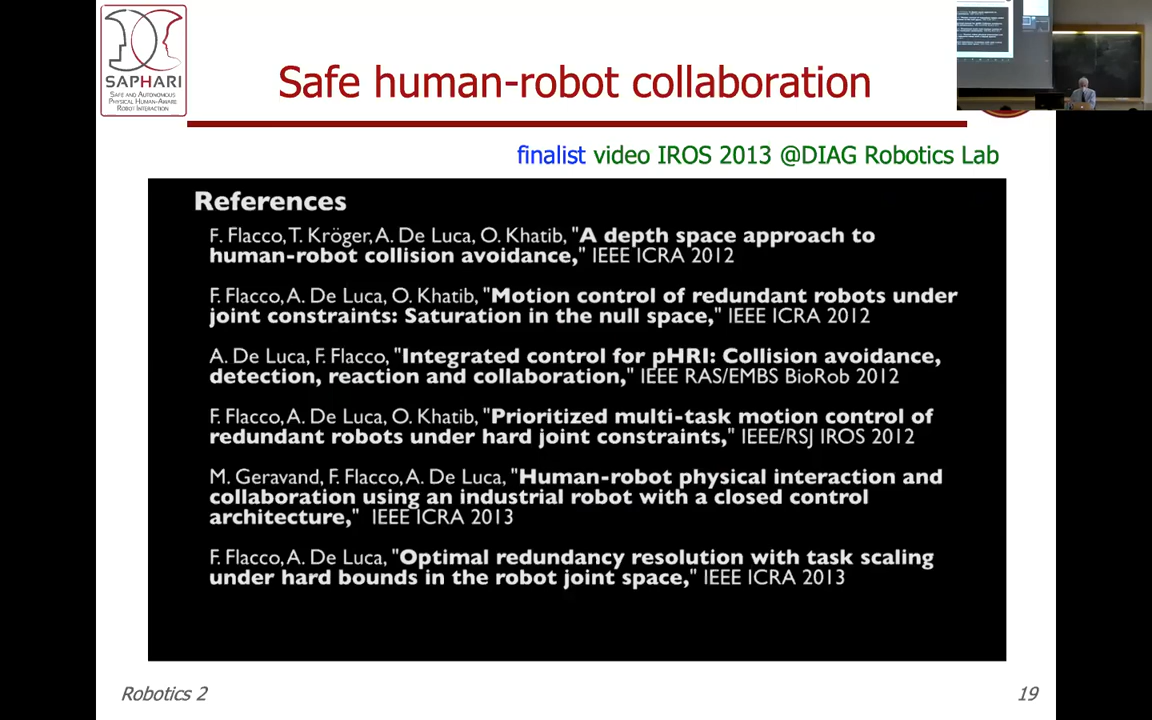 SAPHARI
SAFE AND AUTONOMOUS
PHYSICAL HUMAN-AWARE
ROBOT INTERACTION
Safe human-robot collaboration
finalist video IROS 2013 @DIAG Robotics Lab
References
F. Flacco, T. Kröger, A. De Luca, O. Khatib, "A depth space approach to
human-robot collision avoidance," IEEE ICRA 2012
F. Flacco, A. De Luca, O. Khatib, "Motion control of redundant robots under
joint constraints: Saturation in the null space," IEEE ICRA 2012
A. De Luca, F. Flacco, "Integrated control for pHRI: Collision avoidance,
detection, reaction and collaboration," IEEE RAS/EMBS BioRob 2012
F. Flacco, A. De Luca, O. Khatib, "Prioritized multi-task motion control of
redundant robots under hard joint constraints," IEEE/RSJ IROS 2012
M. Geravand, F. Flacco, A. De Luca, "Human-robot physical interaction and
collaboration using an industrial robot with a closed control
architecture," IEEE ICRA 2013
F. Flacco, A. De Luca, "Optimal redundancy resolution with task scaling
under hard bounds in the robot joint space," IEEE ICRA 2013
Robotics 2
19